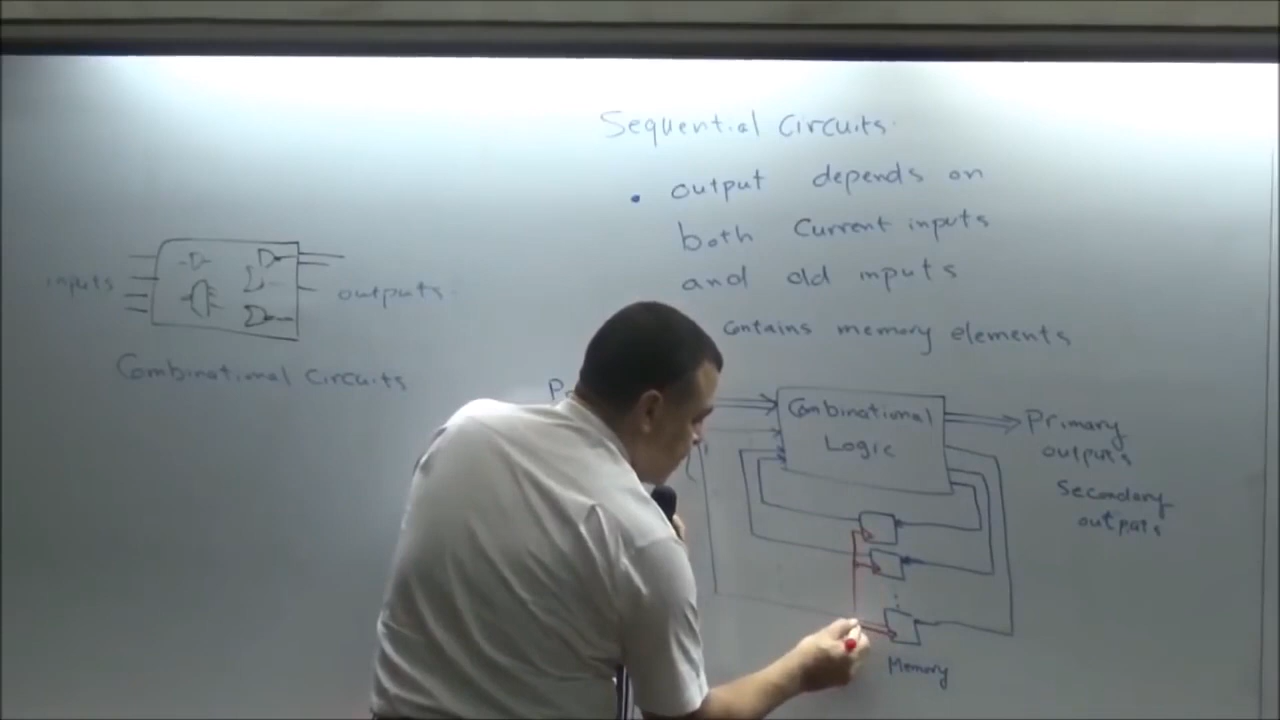 Sequential Circuits
• output depends on
both Current inputs
and old inputs
contains memory elements
inputs
outputs
Combinational Circuits
Combinational
Logic
Primary
outputs
Secondary
outputs
Memory